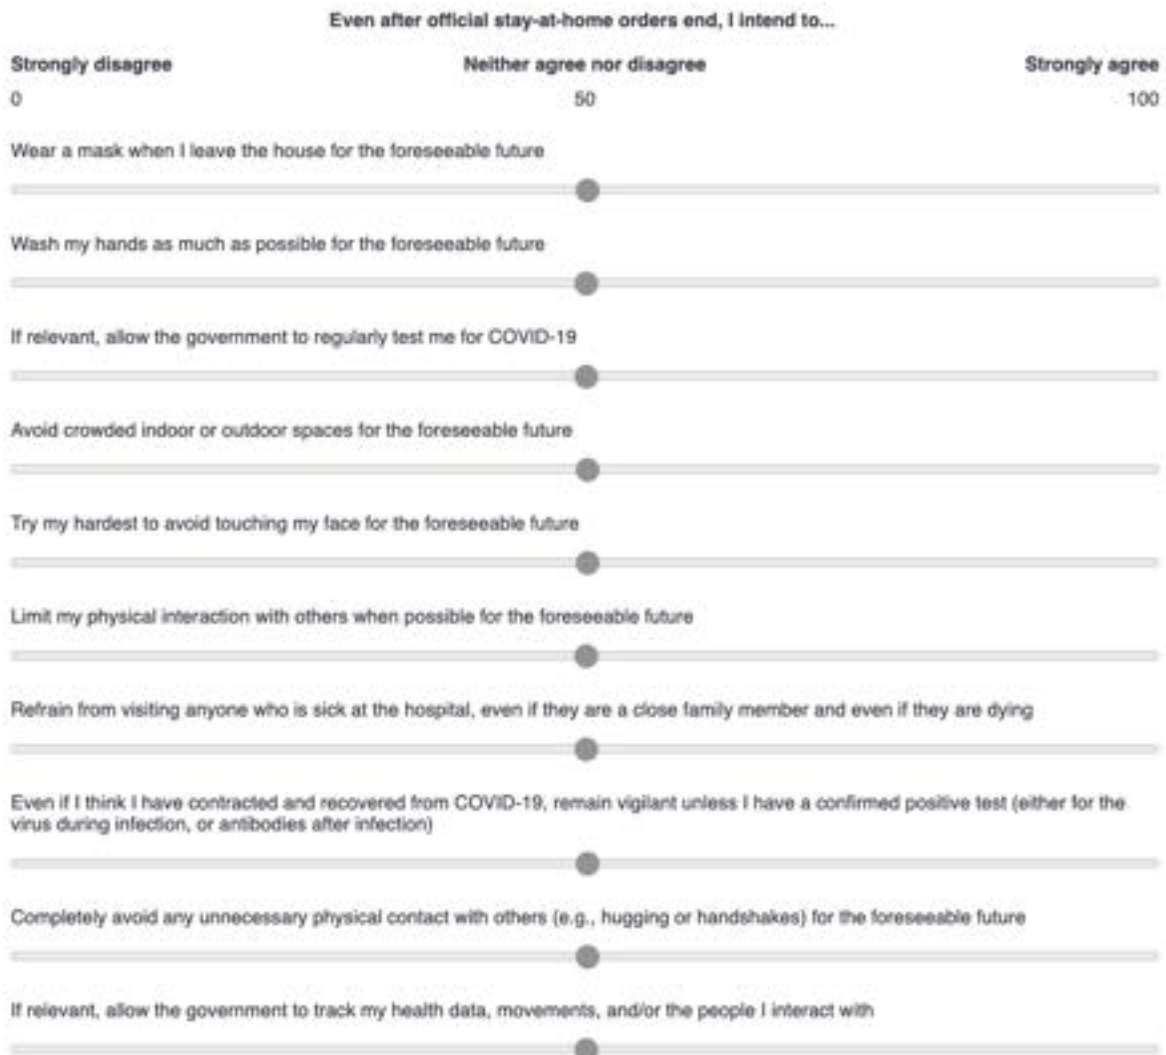 Even after official stay-at-home orders end, I intend to...
Strongly disagree Neither agree nor disagree Strongly agree
0 50 100
Wear a mask when I leave the house for the foreseeable future
Wash my hands as much as possible for the foreseeable future
If relevant, allow the government to regularly test me for COVID-19
Avoid crowded indoor or outdoor spaces for the foreseeable future
Try my hardest to avoid touching my face for the foreseeable future
Limit my physical interaction with others when possible for the foreseeable future
Refrain from visiting anyone who is sick at the hospital, even if they are a close family member and even if they are dying
Even if I think I have contracted and recovered from COVID-19, remain vigilant unless I have a confirmed positive test (either for the
virus during infection, or antibodies after infection)
Completely avoid any unnecessary physical contact with others (e.g., hugging or handshakes) for the foreseeable future
If relevant, allow the government to track my health data, movements, and/or the people I interact with